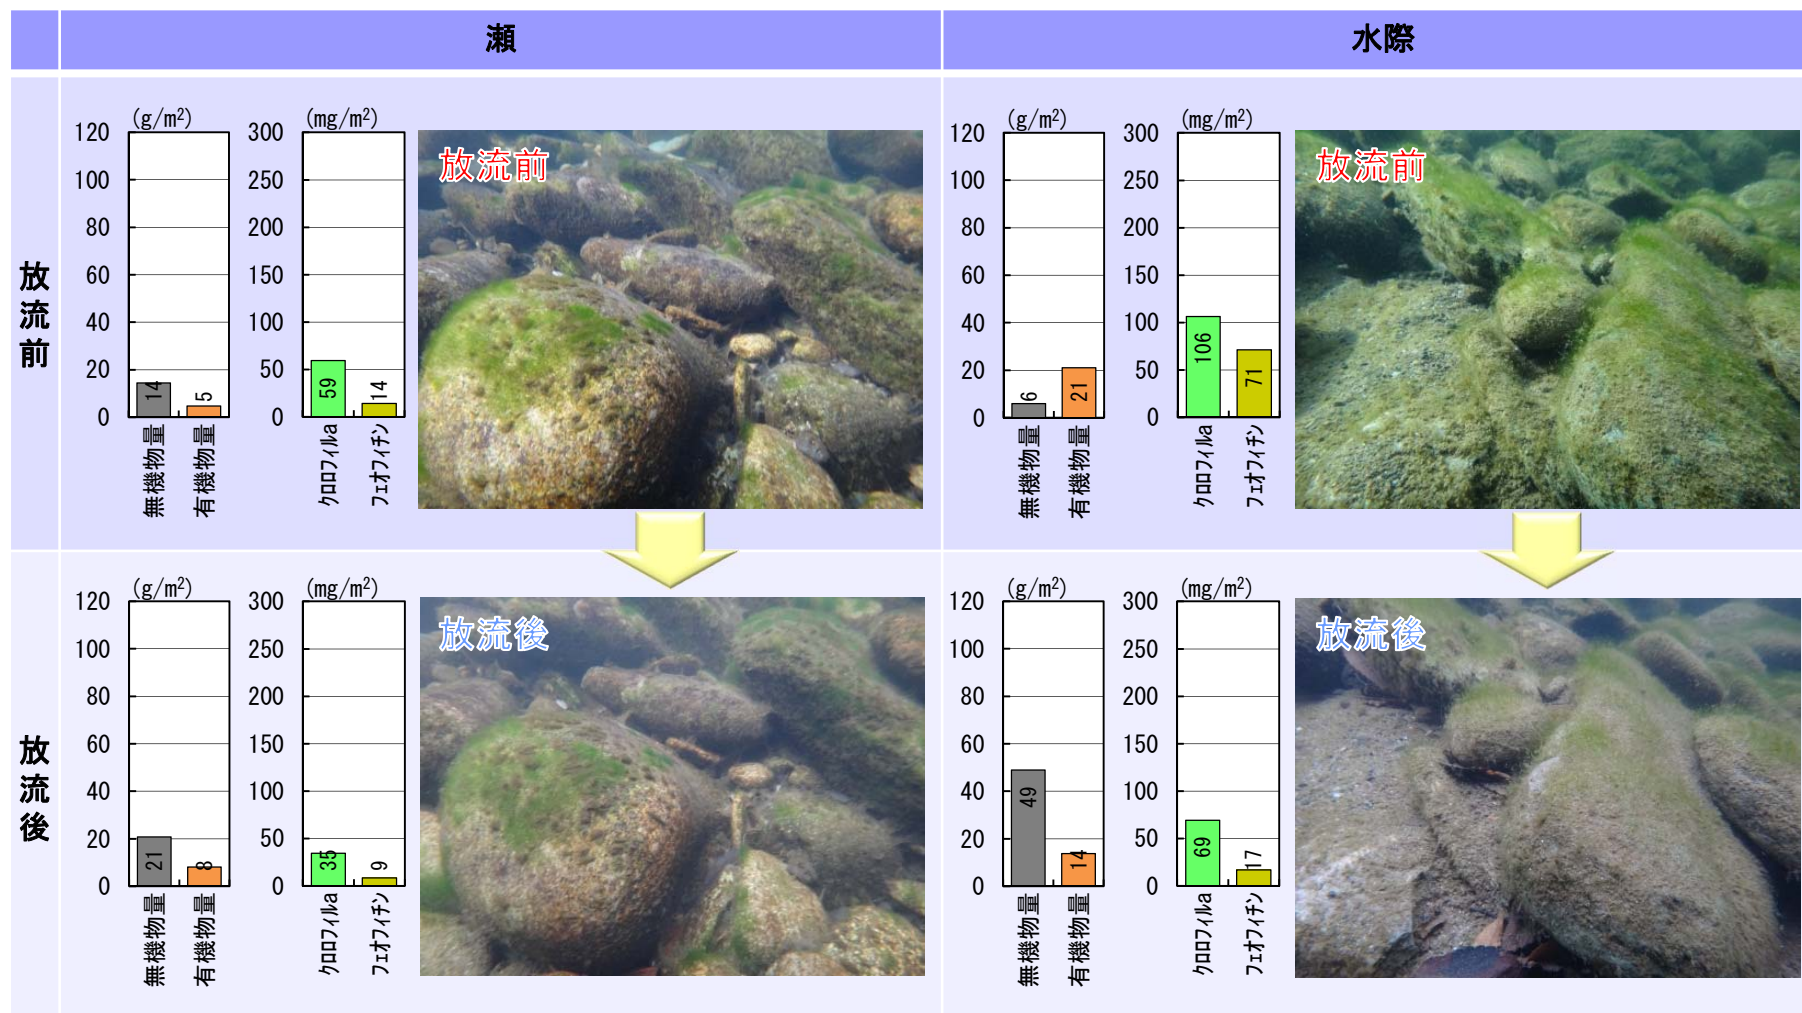 瀬
水際
放流前
(g/m²)
120
100
80
60
40
20
0
14
5
無機物量
有機物量
(mg/m²)
300
250
200
150
100
50
0
59
14
ｸﾛﾛﾌｨﾙa
ﾌｪｵﾌｨﾁﾝ
放流前
(g/m²)
120
100
80
60
40
20
0
6
21
無機物量
有機物量
(mg/m²)
300
250
200
150
100
50
0
106
71
ｸﾛﾛﾌｨﾙa
ﾌｪｵﾌｨﾁﾝ
放流前
放流後
(g/m²)
120
100
80
60
40
20
0
21
8
無機物量
有機物量
(mg/m²)
300
250
200
150
100
50
0
35
9
ｸﾛﾛﾌｨﾙa
ﾌｪｵﾌｨﾁﾝ
放流後
(g/m²)
120
100
80
60
40
20
0
49
14
無機物量
有機物量
(mg/m²)
300
250
200
150
100
50
0
69
17
ｸﾛﾛﾌｨﾙa
ﾌｪｵﾌｨﾁﾝ
放流後